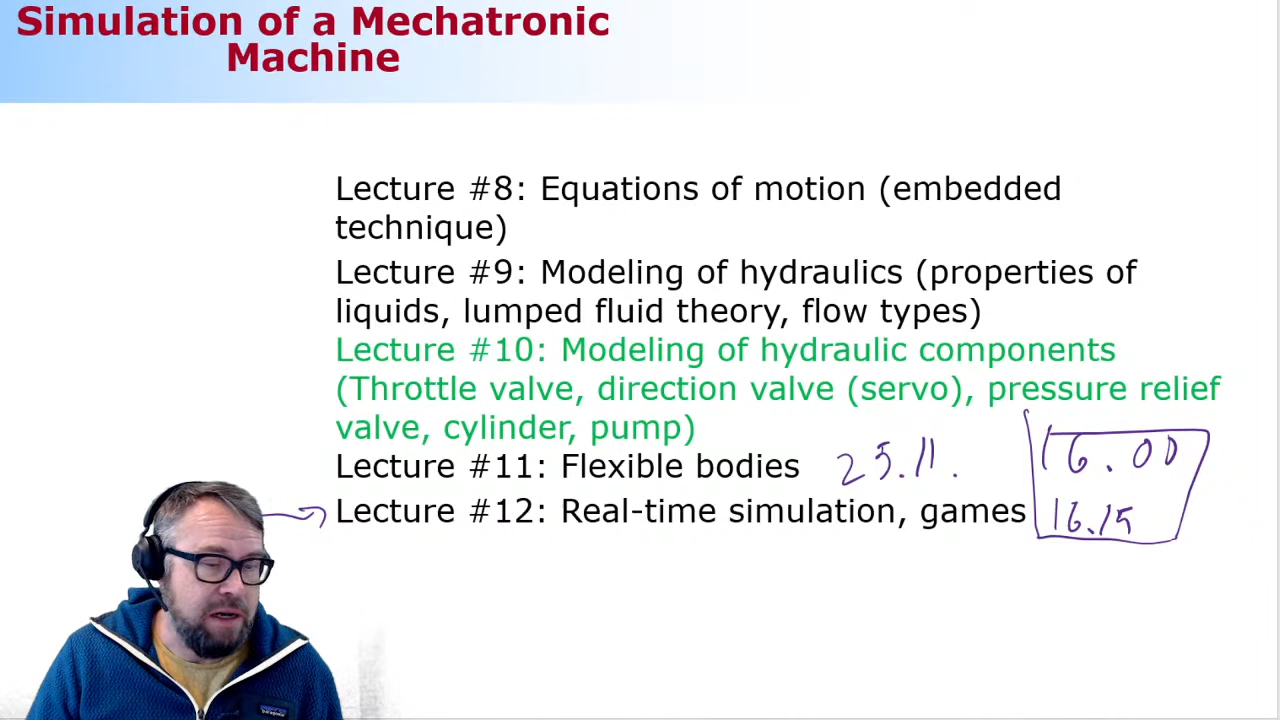 Simulation of a Mechatronic
Machine
Lecture #8: Equations of motion (embedded
technique)
Lecture #9: Modeling of hydraulics (properties of
liquids, lumped fluid theory, flow types)
Lecture #10: Modeling of hydraulic components
(Throttle valve, direction valve (servo), pressure relief
valve, cylinder, pump)
Lecture #11: Flexible bodies 25.11. 16.00
Lecture #12: Real-time simulation, games 16.15
patagonia